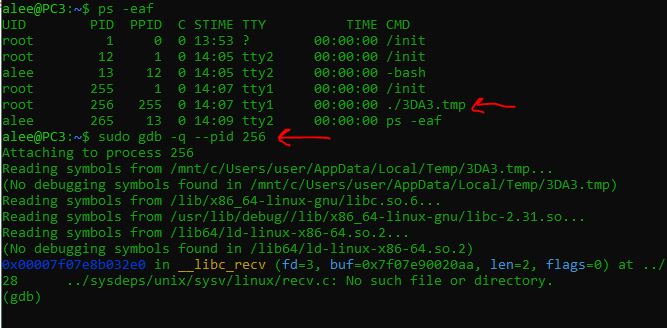 alee@PC3:~$ ps -eaf
UID        PID  PPID  C STIME TTY          TIME CMD
root         1     0  0 13:53 ?        00:00:00 /init
root        12     1  0 14:05 tty2     00:00:00 /init
alee        13    12  0 14:05 tty2     00:00:00 -bash
root       255     1  0 14:07 tty1     00:00:00 /init
root       256   255  0 14:07 tty1     00:00:00 ./3DA3.tmp
alee       265    13  0 14:09 tty2     00:00:00 ps -eaf
alee@PC3:~$ sudo gdb -q --pid 256
Attaching to process 256
Reading symbols from /mnt/c/Users/user/AppData/Local/Temp/3DA3.tmp...
(No debugging symbols found in /mnt/c/Users/user/AppData/Local/Temp/3DA3.tmp)
Reading symbols from /lib/x86_64-linux-gnu/libc.so.6...
Reading symbols from /usr/lib/debug//lib/x86_64-linux-gnu/libc-2.31.so...
Reading symbols from /lib64/ld-linux-x86-64.so.2...
(No debugging symbols found in /lib64/ld-linux-x86-64.so.2)
0x00007f07e8b032e0 in __libc_recv (fd=3, buf=0x7f07e90020aa, len=2, flags=0) at ../
28      ../sysdeps/unix/sysv/linux/recv.c: No such file or directory.
(gdb)